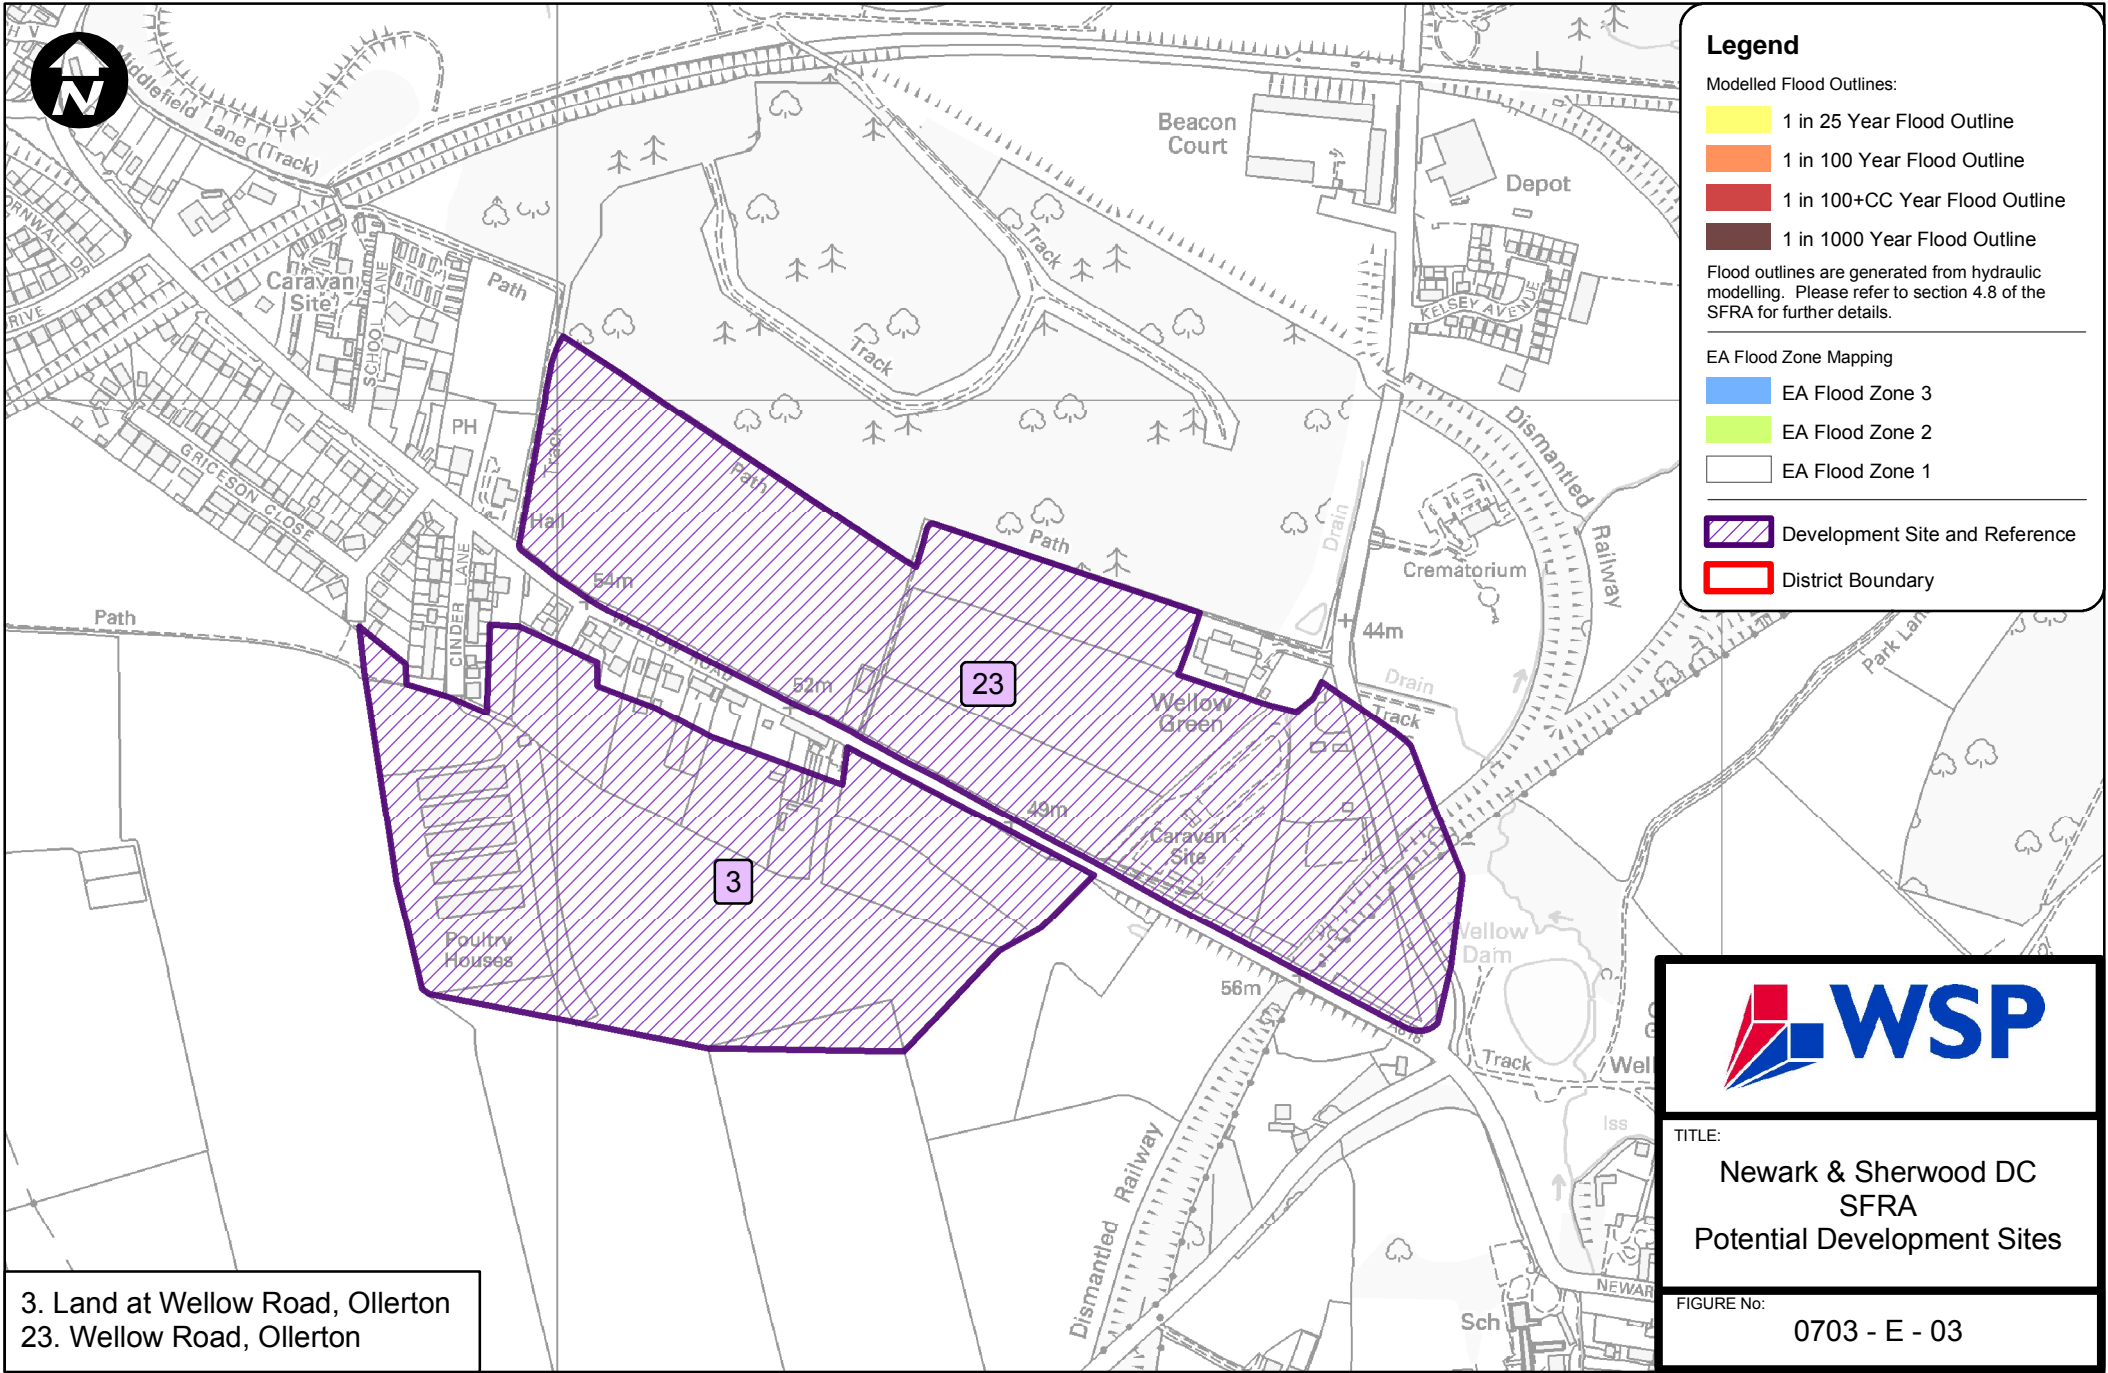 N
Middlefield Lane (Track)
CORNWALL DR
DRIVE
Caravan
Site
SCHOOL LANE
Path
PH
Track
Hall
GRICESON CLOSE
CINDER LANE
Path
54m
WELLOW ROAD
52m
Path
Track
Track
Path
Beacon
Court
Depot
KELSEY AVENUE
Drain
Crematorium
44m
Drain
Track
Dismantled
Railway
Park Lan
23
Wellow
Green
49m
Caravan
Site
3
Poultry
Houses
56m
Dismantled Railway
Track
Well
Iss
NEWAR
Sch
Dam
Legend
Modelled Flood Outlines:
1 in 25 Year Flood Outline
1 in 100 Year Flood Outline
1 in 100+CC Year Flood Outline
1 in 1000 Year Flood Outline
Flood outlines are generated from hydraulic
modelling. Please refer to section 4.8 of the
SFRA for further details.
EA Flood Zone Mapping
EA Flood Zone 3
EA Flood Zone 2
EA Flood Zone 1
Development Site and Reference
District Boundary
WSP
TITLE:
Newark & Sherwood DC
SFRA
Potential Development Sites
FIGURE No:
0703 - E - 03
3. Land at Wellow Road, Ollerton
23. Wellow Road, Ollerton